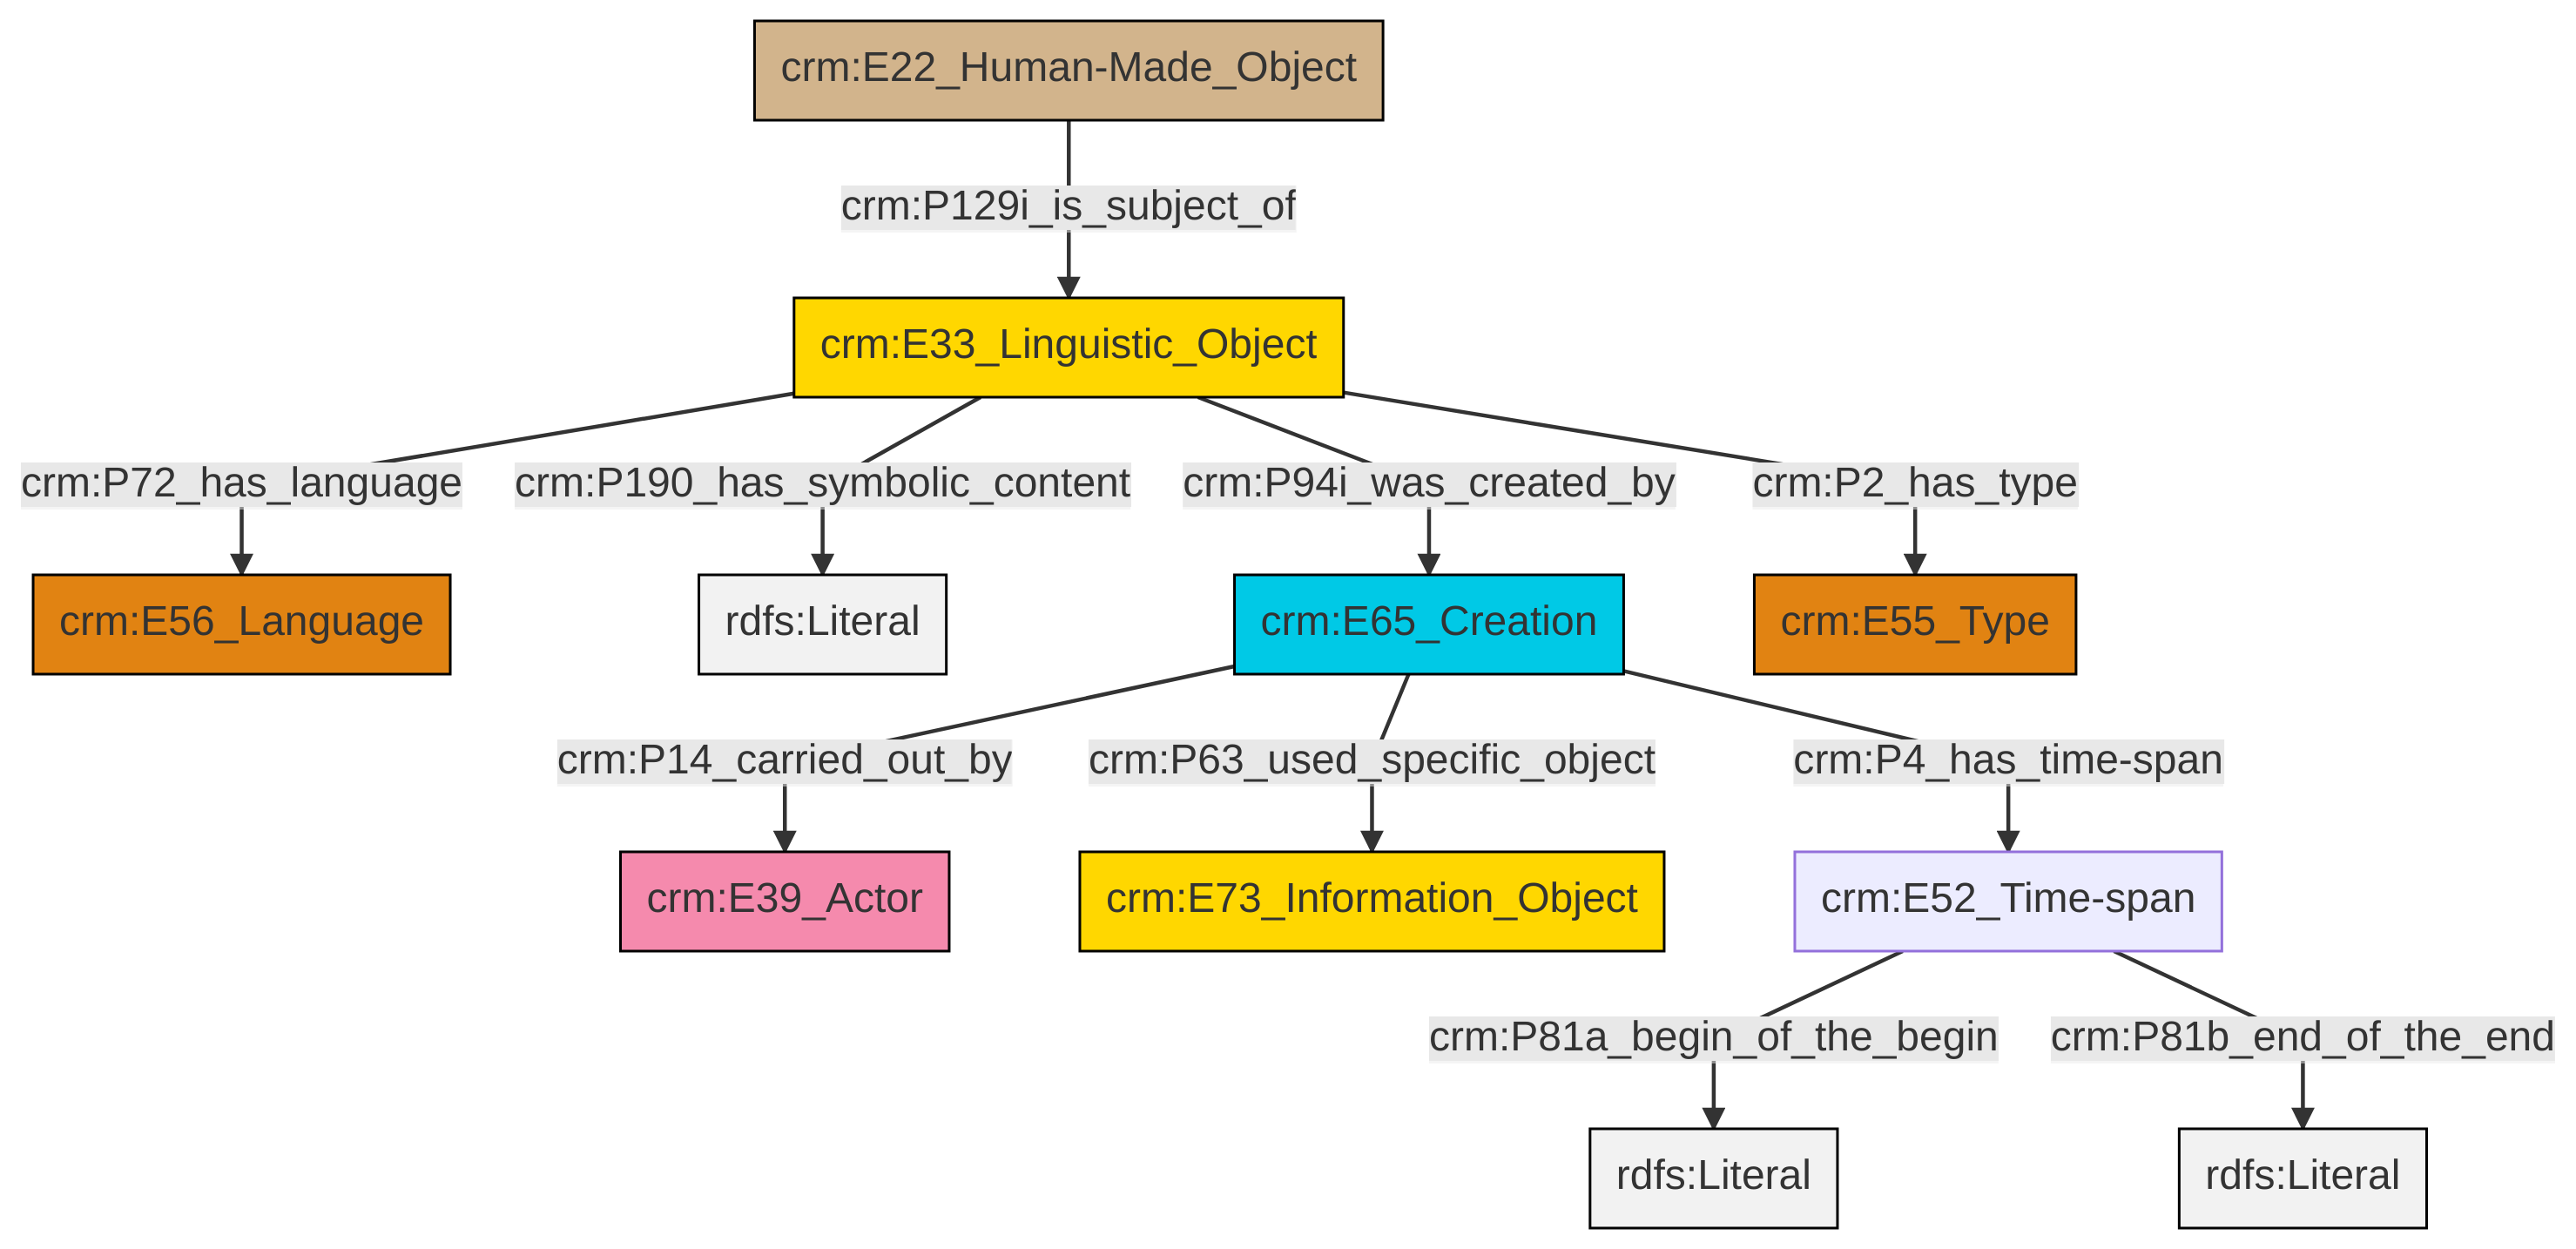 crm:E22_Human-Made_Object
crm:P129i_is_subject_of
crm:E33_Linguistic_Object
crm:P72_has_language
crm:P190_has_symbolic_content
crm:P94i_was_created_by
crm:P2_has_type
crm:E56_Language
rdfs:Literal
crm:E65_Creation
crm:E55_Type
crm:P14_carried_out_by
crm:P63_used_specific_object
crm:P4_has_time-span
crm:E39_Actor
crm:E73_Information_Object
crm:E52_Time-span
crm:P81a_begin_of_the_begin
crm:P81b_end_of_the_end
rdfs:Literal
rdfs:Literal